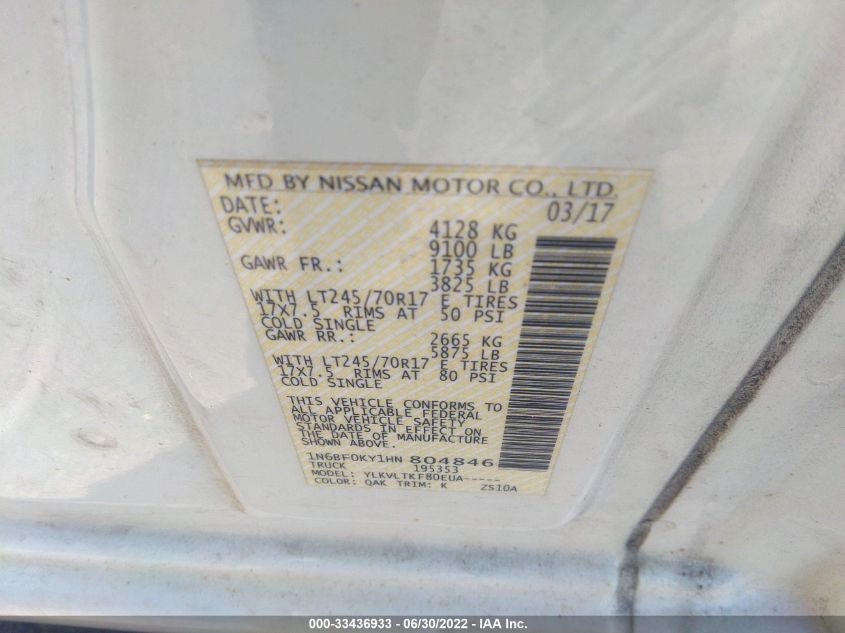 MFD BY NISSAN MOTOR CO., LTD.
DATE: 03/17
GVWR: 4128 KG
9100 LB
GAWR FR.: 1735 KG
3825 LB
WITH LT245/70R17 E TIRES
17X7.5 RIMS AT 50 PSI
COLD SINGLE
GAWR RR.: 2665 KG
5875 LB
WITH LT245/70R17 E TIRES
17X7.5 RIMS AT 80 PSI
COLD SINGLE
THIS VEHICLE CONFORMS TO
ALL APPLICABLE FEDERAL
MOTOR VEHICLE SAFETY
STANDARDS IN EFFECT ON
THE DATE OF MANUFACTURE
SHOWN ABOVE.
1N6BF0KY1HN 804846
TRUCK 195353
MODEL: YLKVLTKF80EUA-----
COLOR: QAK TRIM: K ZS10A
000-33436933 - 06/30/2022 - IAA Inc.